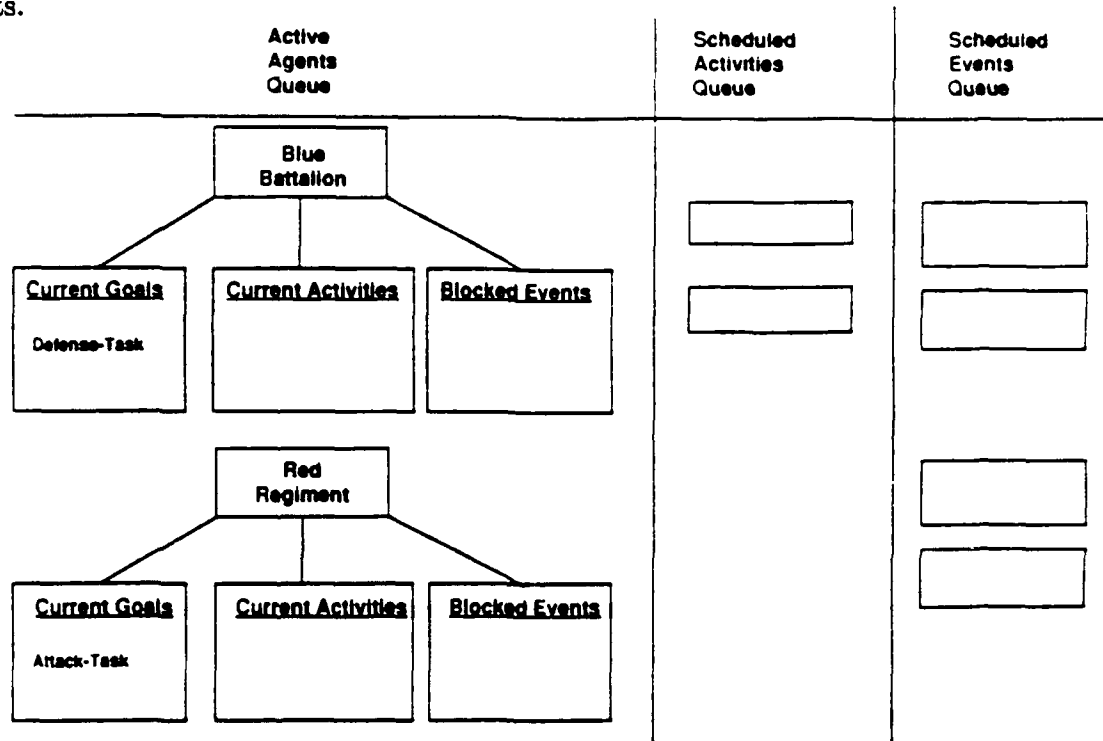 ts.
Active
Agents
Queue
Scheduled
Activities
Queue
Scheduled
Events
Queue
Blue
Battalion
Current Goals
Current Activities
Blocked Events
Defense-Task
Red
Regiment
Current Goals
Current Activities
Blocked Events
Attack-Task